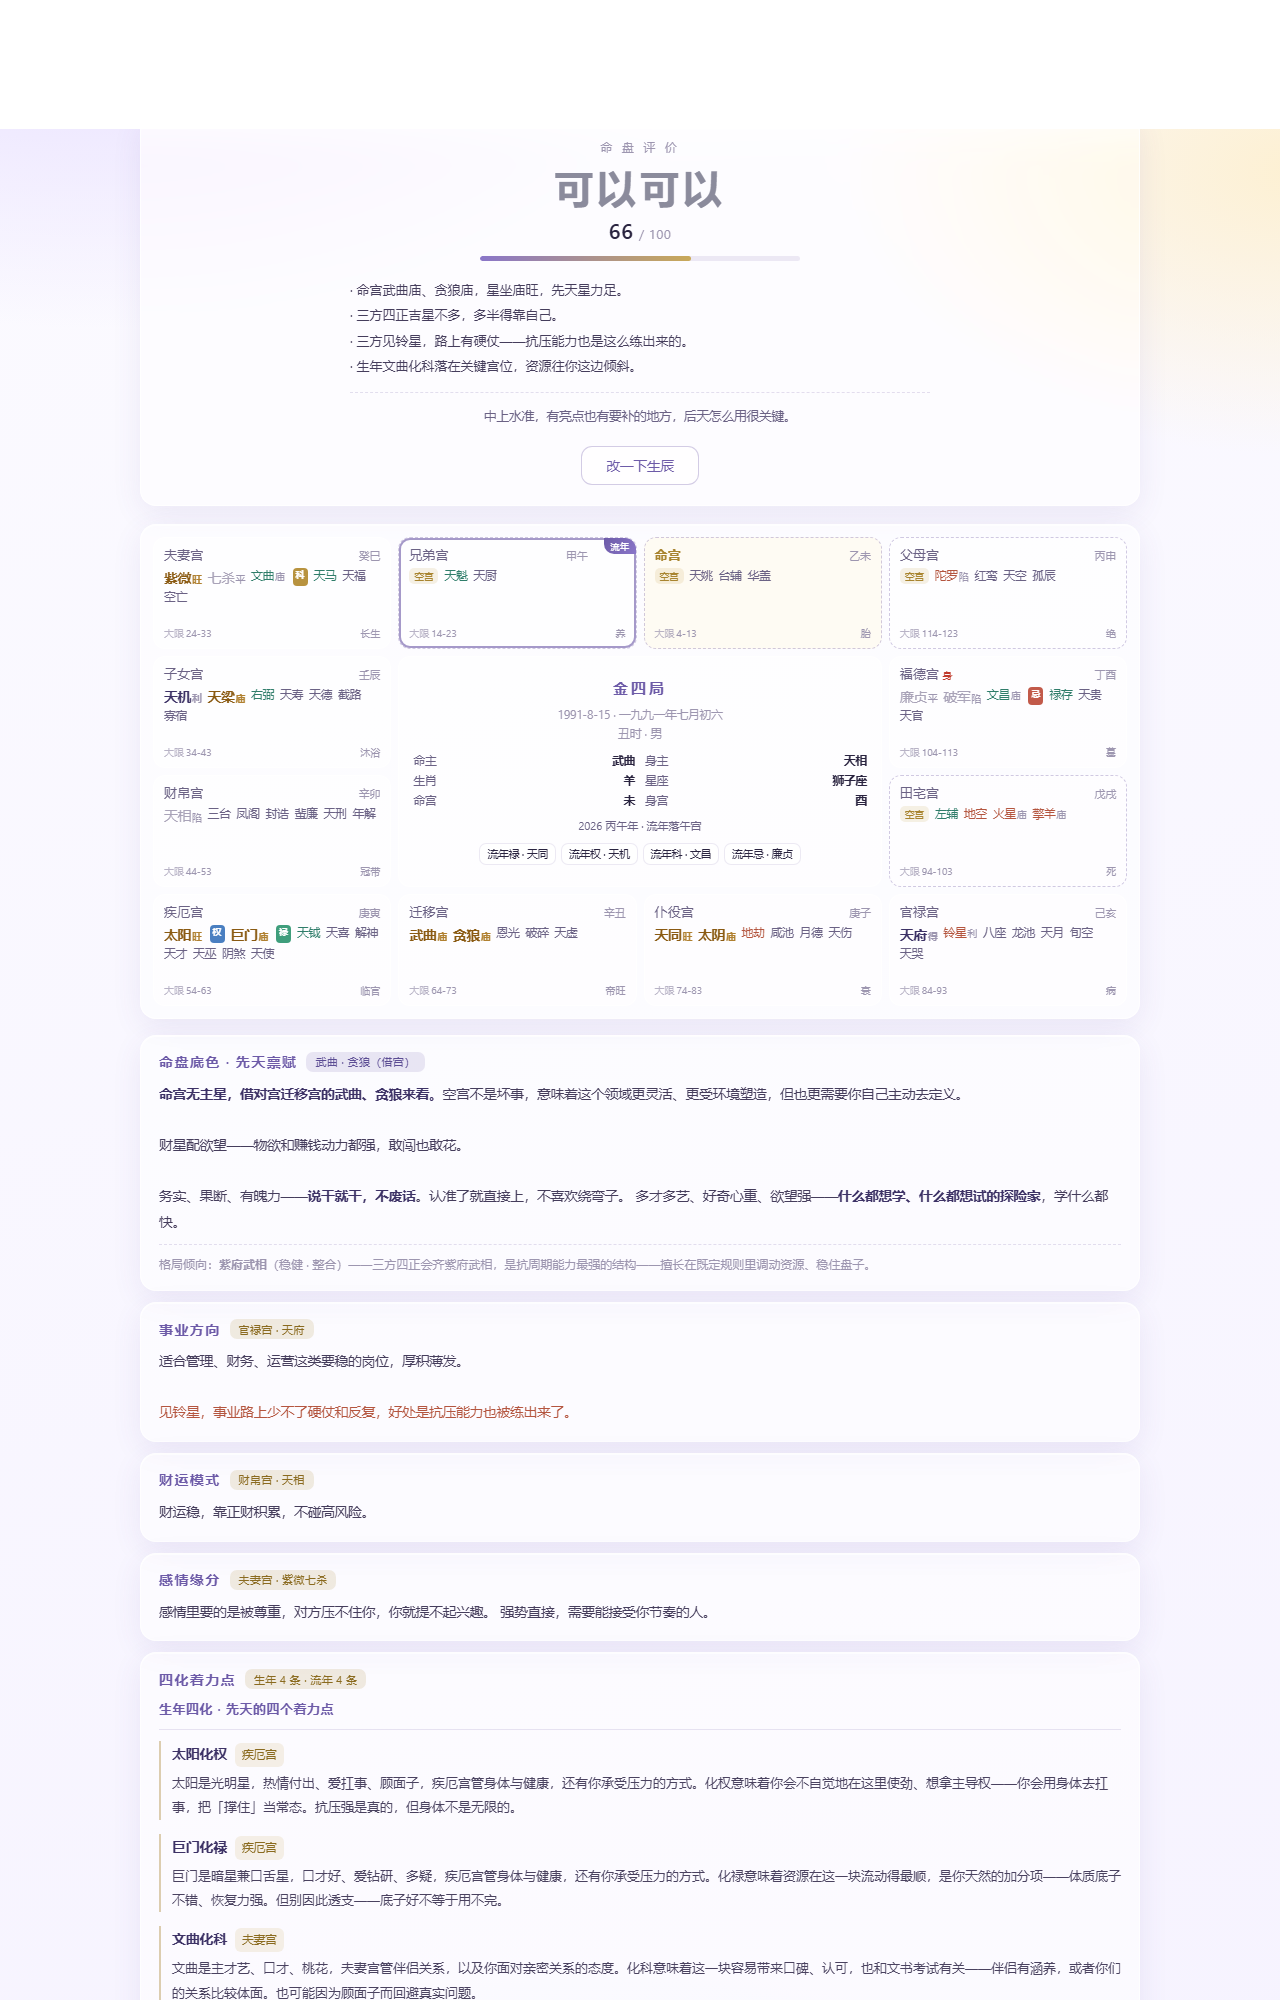 命盘评价
可以可以
66 / 100
· 命宫武曲庙、贪狼庙，星坐庙旺，先天星力足。
· 三方四正吉星不多，多半得靠自己。
· 三方见铃星，路上有硬仗——抗压能力也是这么练出来的。
· 生年文曲化科落在关键宫位，资源往你这边倾斜。
中上水准，有亮点也有要补的地方，后天怎么用很关键。
改一下生辰
夫妻宫 癸巳
紫微旺 七杀平 文曲庙 科 天马 天福
空亡
大限 24-33 长生
兄弟宫 甲午 流年
空宫 天魁 天厨
大限 14-23 养
命宫 乙未
空宫 天姚 台辅 华盖
大限 4-13 胎
父母宫 丙申
空宫 陀罗陷 红鸾 天空 孤辰
大限 114-123 绝
子女宫 壬辰
天机利 天梁庙 右弼 天寿 天德 截路
寡宿
大限 34-43 沐浴
金四局
1991-8-15 · 一九九一年七月初六
丑时 · 男
命主 武曲 身主 天相
生肖 羊 星座 狮子座
命宫 未 身宫 酉
2026 丙午年 · 流年落午宫
流年禄 · 天同 流年权 · 天机 流年科 · 文昌 流年忌 · 廉贞
福德宫 身 丁酉
廉贞平 破军陷 文昌庙 忌 禄存 天贵
天官
大限 104-113 墓
财帛宫 辛卯
天相陷 三台 凤阁 封诰 蜚廉 天刑 年解
大限 44-53 冠带
田宅宫 戊戌
空宫 左辅 地空 火星庙 擎羊庙
大限 94-103 死
疾厄宫 庚寅
太阳旺 权 巨门庙 禄 天钺 天喜 解神
天才 天巫 阴煞 天使
大限 54-63 临官
迁移宫 辛丑
武曲庙 贪狼庙 恩光 破碎 天虚
大限 64-73 帝旺
仆役宫 庚子
天同旺 太阴庙 地劫 咸池 月德 天伤
大限 74-83 衰
官禄宫 己亥
天府得 铃星利 八座 龙池 天月 旬空
天哭
大限 84-93 病
命盘底色 · 先天禀赋 武曲 · 贪狼（借宫）
命宫无主星，借对宫迁移宫的武曲、贪狼来看。空宫不是坏事，意味着这个领域更灵活、更受环境塑造，但也更需要你自己主动去定义。
财星配欲望——物欲和赚钱动力都强，敢闯也敢花。
务实、果断、有魄力——说干就干，不废话。认准了就直接上，不喜欢绕弯子。 多才多艺、好奇心重、欲望强——什么都想学、什么都想试的探险家，学什么都
快。
格局倾向：紫府武相（稳健 · 整合）——三方四正会齐紫府武相，是抗周期能力最强的结构——擅长在既定规则里调动资源、稳住盘子。
事业方向 官禄宫 · 天府
适合管理、财务、运营这类要稳的岗位，厚积薄发。
见铃星，事业路上少不了硬仗和反复，好处是抗压能力也被练出来了。
财运模式 财帛宫 · 天相
财运稳，靠正财积累，不碰高风险。
感情缘分 夫妻宫 · 紫微七杀
感情里要的是被尊重，对方压不住你，你就提不起兴趣。 强势直接，需要能接受你节奏的人。
四化着力点 生年 4 条 · 流年 4 条
生年四化 · 先天的四个着力点
太阳化权 疾厄宫
太阳是光明星，热情付出、爱扛事、顾面子，疾厄宫管身体与健康，还有你承受压力的方式。化权意味着你会不自觉地在这里使劲、想拿主导权——你会用身体去扛
事，把「撑住」当常态。抗压强是真的，但身体不是无限的。
巨门化禄 疾厄宫
巨门是暗星兼口舌星，口才好、爱钻研、多疑，疾厄宫管身体与健康，还有你承受压力的方式。化禄意味着资源在这一块流动得最顺，是你天然的加分项——体质底子
不错、恢复力强。但别因此透支——底子好不等于用不完。
文曲化科 夫妻宫
文曲是主才艺、口才、桃花，夫妻宫管伴侣关系，以及你面对亲密关系的态度。化科意味着这一块容易带来口碑、认可，也和文书考试有关——伴侣有涵养，或者你们
的关系比较体面。也可能因为顾面子而回避真实问题。